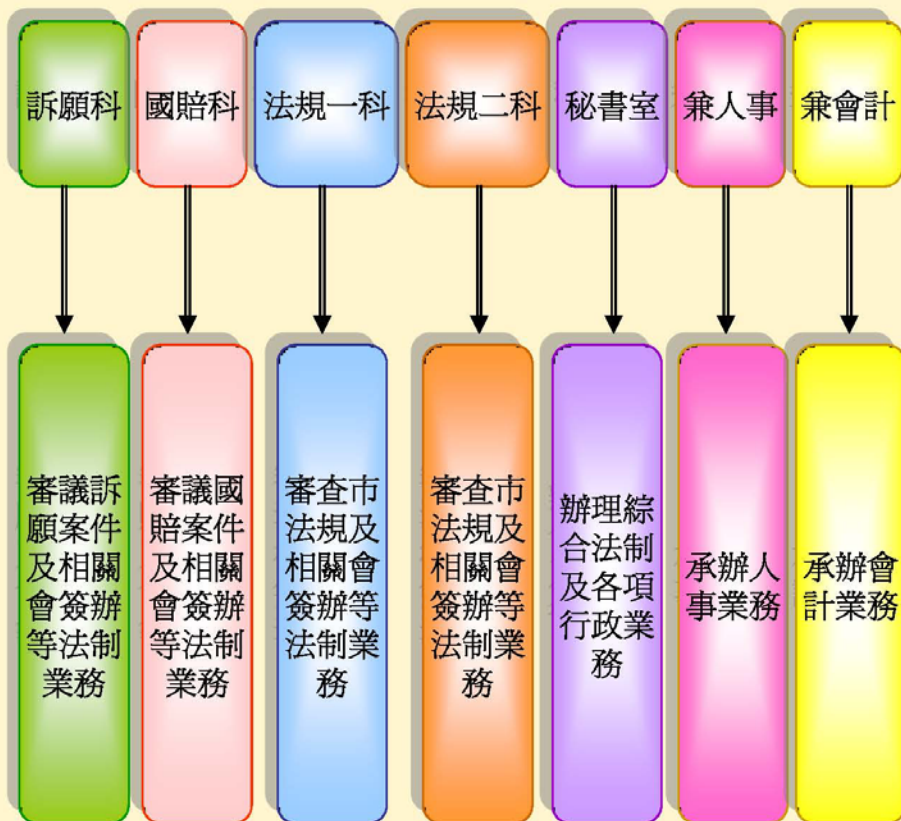 訴願科
國賠科
法規一科
法規二科
秘書室
兼人事
兼會計
審議訴
願案件
及相關
會簽辦
等法制
業務
審議國
賠案件
及相關
會簽辦
等法制
業務
審查市
法規及
相關會
簽辦等
法制業
務
審查市
法規及
相關會
簽辦等
法制業
務
辦理綜
合法制
及各項
行政業
務
承辦人
事業務
承辦會
計業務